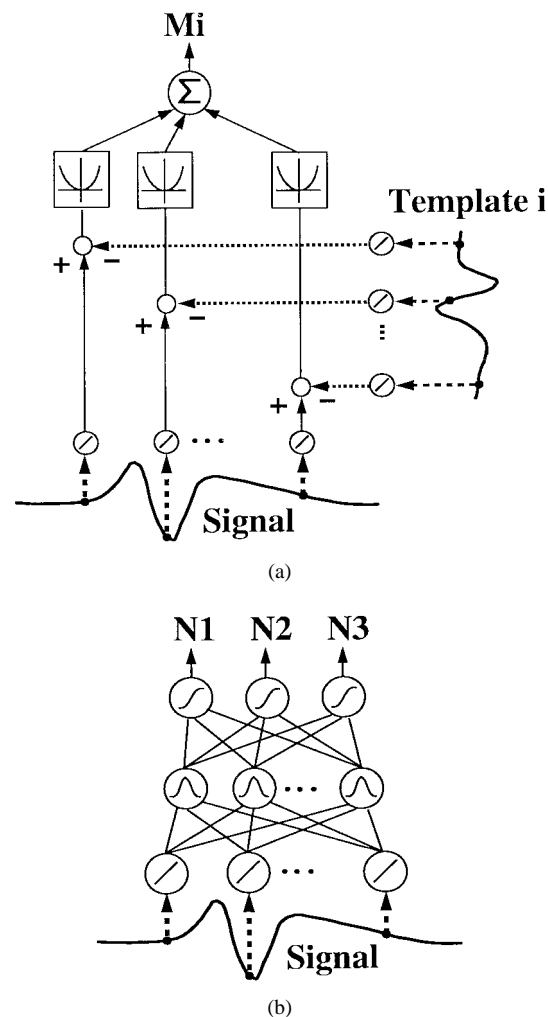 Mi
Σ
Template i
+ −
+ −
...
+ −
...
Signal
(a)
N1 N2 N3
...
...
Signal
(b)